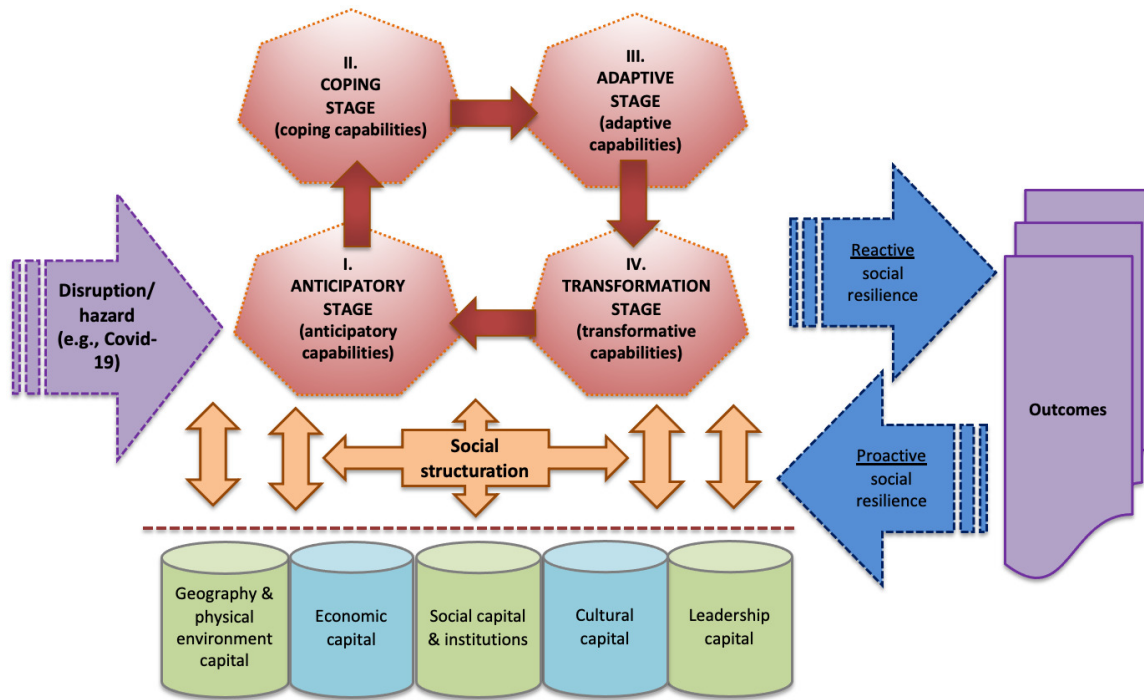 II.
COPING
STAGE
(coping capabilities)
III.
ADAPTIVE
STAGE
(adaptive
capabilities)
Disruption/
hazard
(e.g., Covid-
19)
I.
ANTICIPATORY
STAGE
(anticipatory
capabilities)
IV.
TRANSFORMATION
STAGE
(transformative
capabilities)
Reactive
social
resilience
Proactive
social
resilience
Outcomes
Social
structuration
Geography &
physical
environment
capital
Economic
capital
Social capital
& institutions
Cultural
capital
Leadership
capital